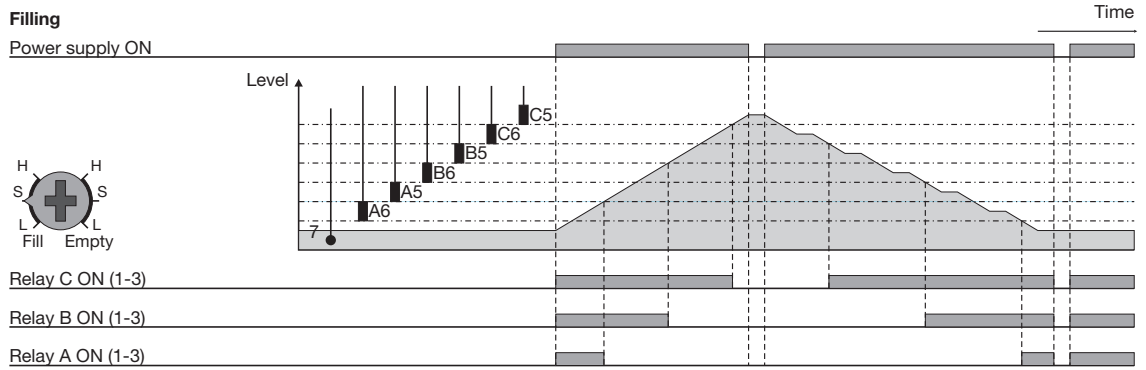 Filling
Time
Power supply ON
Level
C5
C6
B5
B6
A5
A6
7
H H
S S
L L
Fill Empty
Relay C ON (1-3)
Relay B ON (1-3)
Relay A ON (1-3)